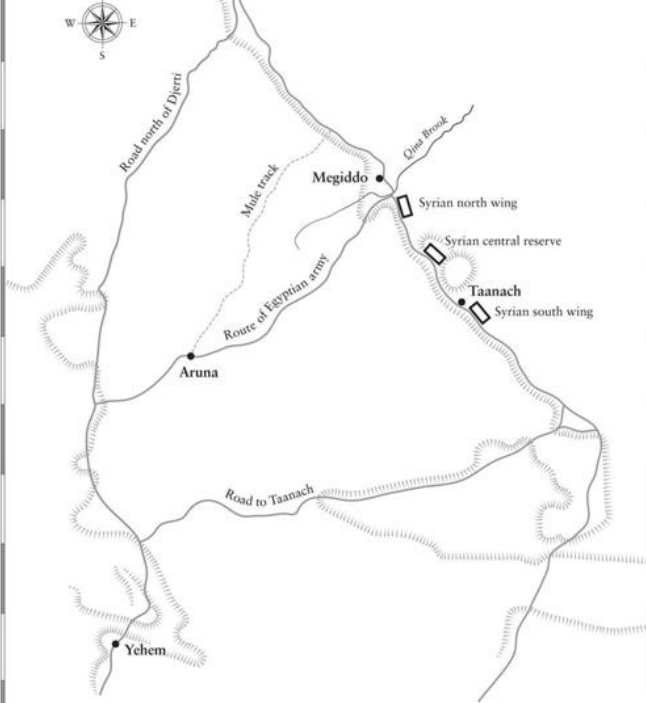 W
E
S
Road north of Djerti
Qina Brook
Mule track
Megiddo
Syrian north wing
Syrian central reserve
Taanach
Syrian south wing
Route of Egyptian army
Aruna
Road to Taanach
Yehem